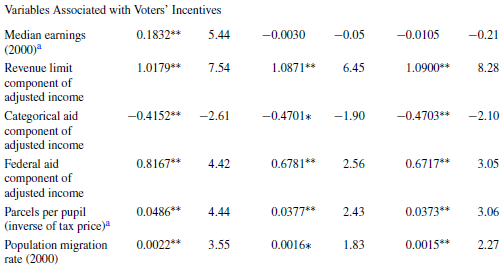 Variables Associated with Voters' Incentives
Median earnings 0.1832** 5.44 −0.0030 −0.05 −0.0105 −0.21
(2000)a
Revenue limit 1.0179** 7.54 1.0871** 6.45 1.0900** 8.28
component of
adjusted income
Categorical aid −0.4152** −2.61 −0.4701* −1.90 −0.4703** −2.10
component of
adjusted income
Federal aid 0.8167** 4.42 0.6781** 2.56 0.6717** 3.05
component of
adjusted income
Parcels per pupil 0.0486** 4.44 0.0377** 2.43 0.0373** 3.06
(inverse of tax price)a
Population migration 0.0022** 3.55 0.0016* 1.83 0.0015** 2.27
rate (2000)